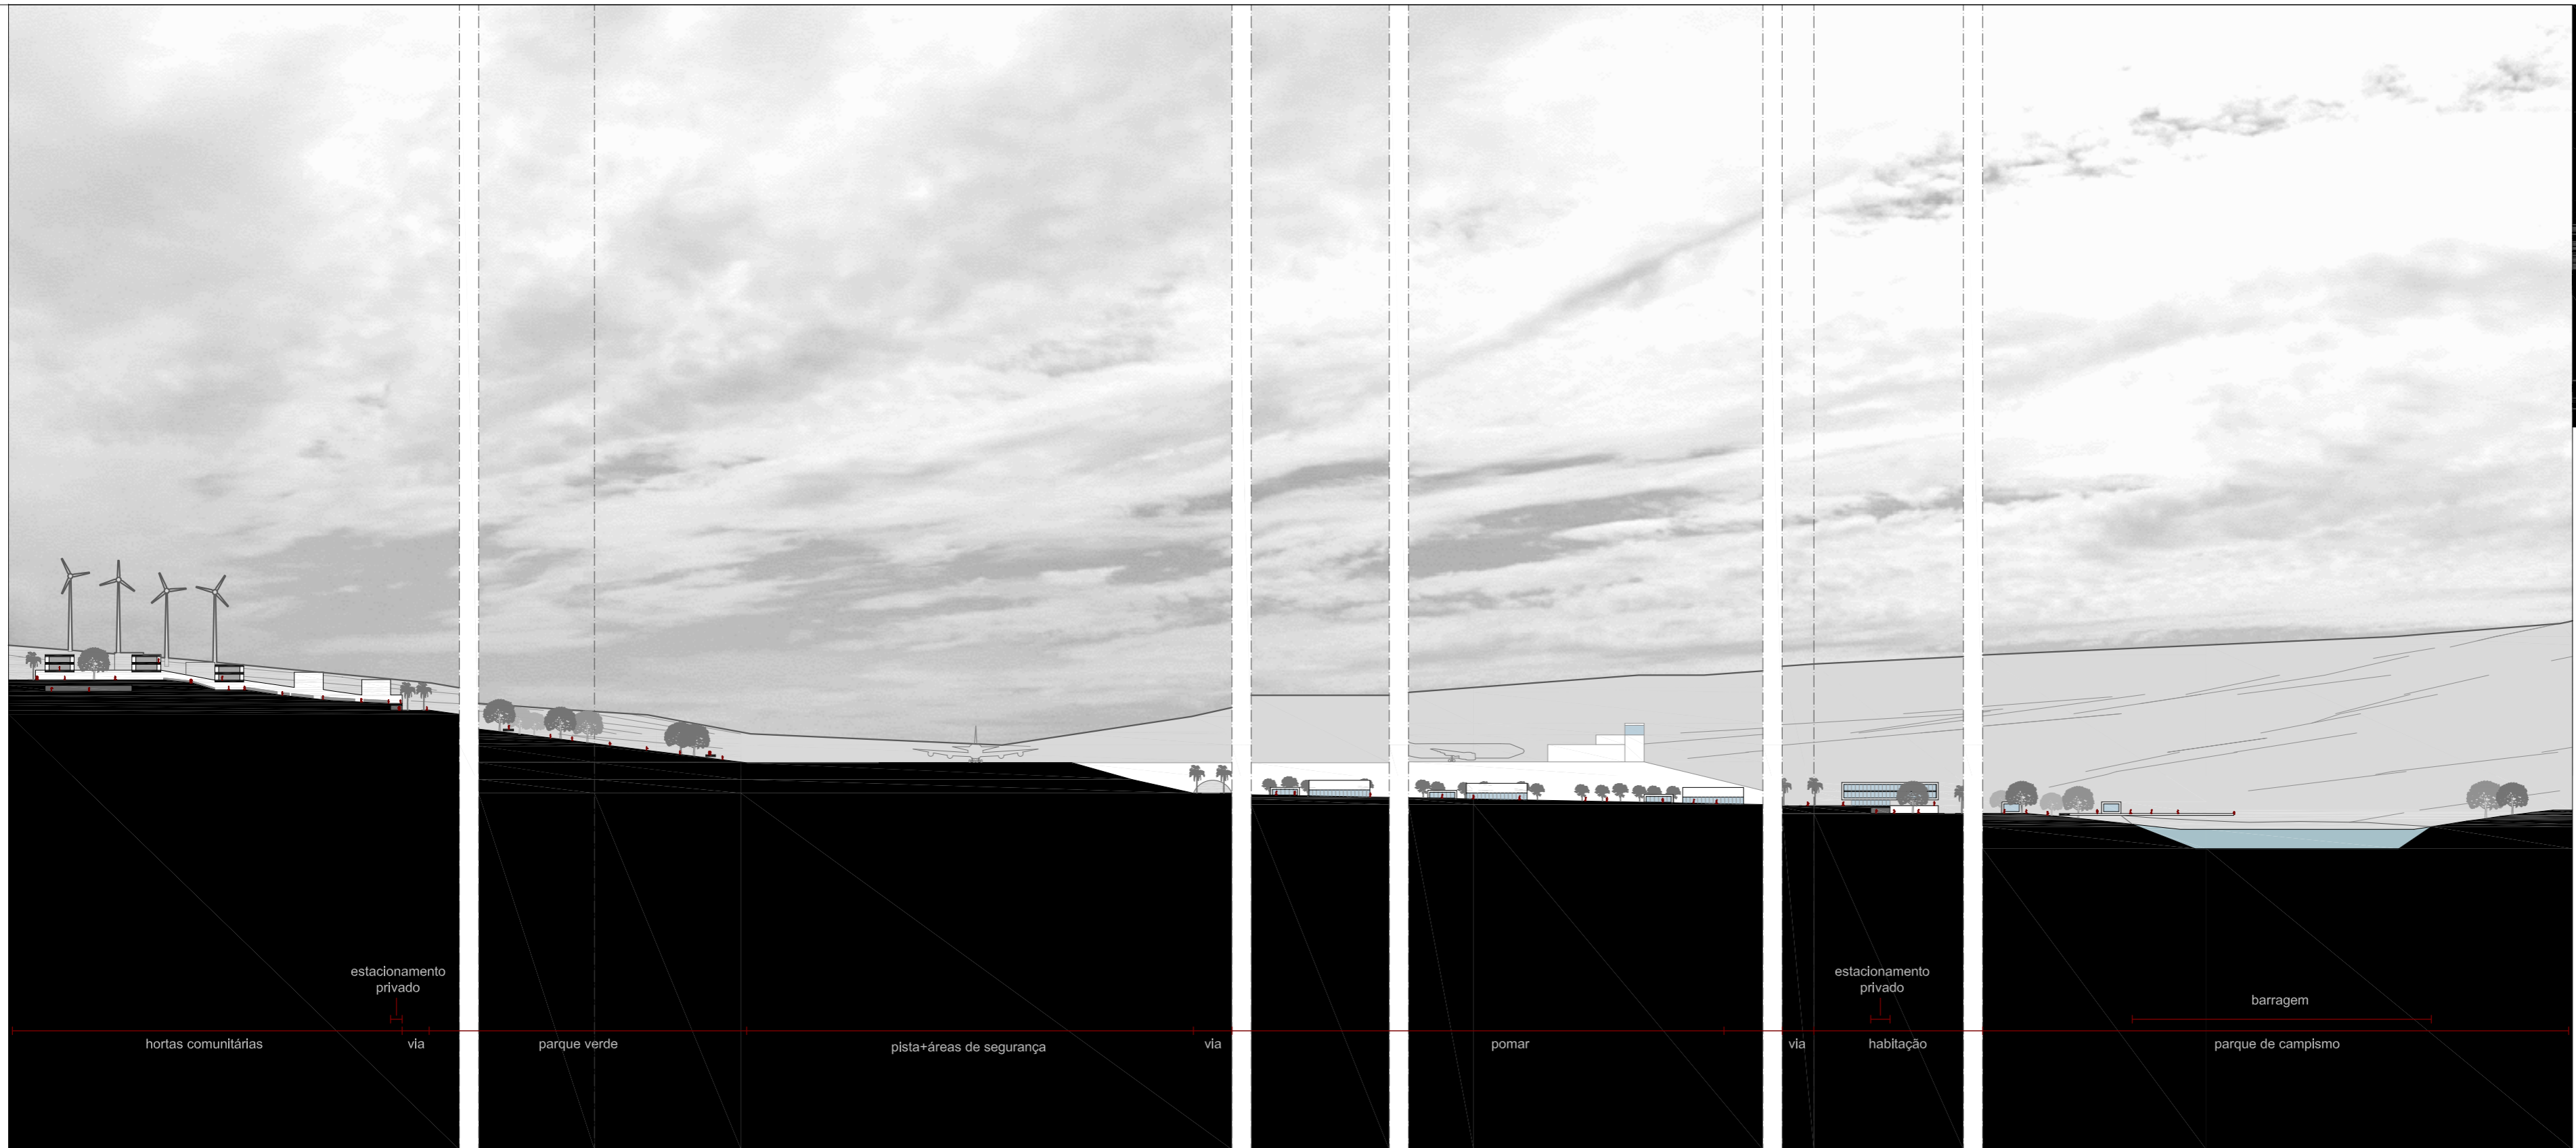 estacionamento
privado
estacionamento
privado
barragem
hortas comunitárias
via
parque verde
pista+áreas de segurança
via
pomar
via
habitação
parque de campismo